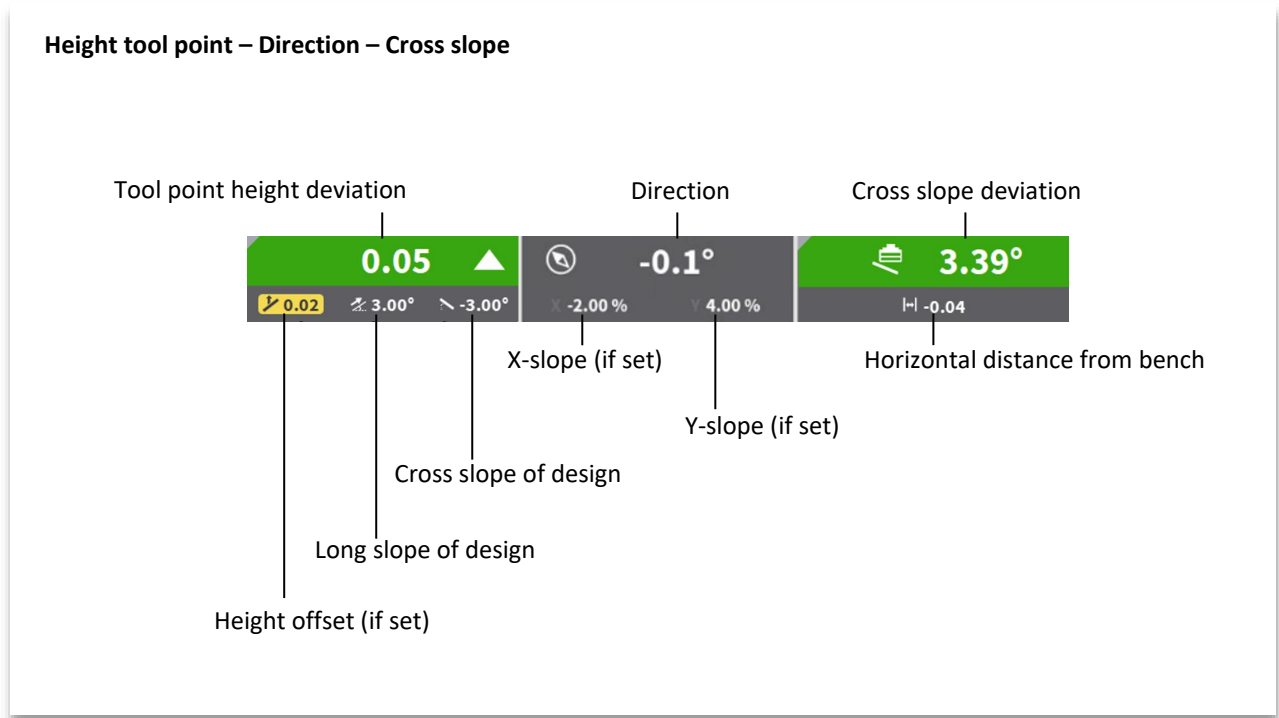 Height tool point – Direction – Cross slope
Tool point height deviation
Direction
Cross slope deviation
0.05
-0.1°
3.39°
0.02
3.00°
-3.00°
X -2.00 %
Y 4.00 %
-0.04
X-slope (if set)
Horizontal distance from bench
Y-slope (if set)
Cross slope of design
Long slope of design
Height offset (if set)